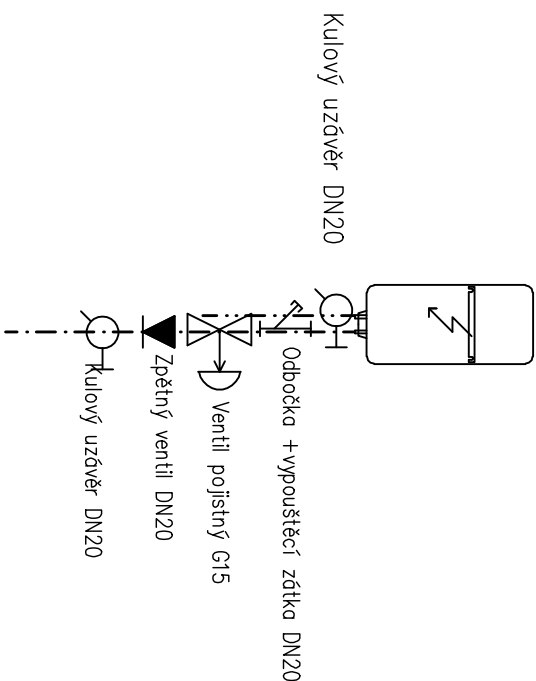 Kulový uzávěr DN20
Odbočka +vypouštěcí zátka DN20
Ventil pojistný G15
Zpětný ventil DN20
Kulový uzávěr DN20